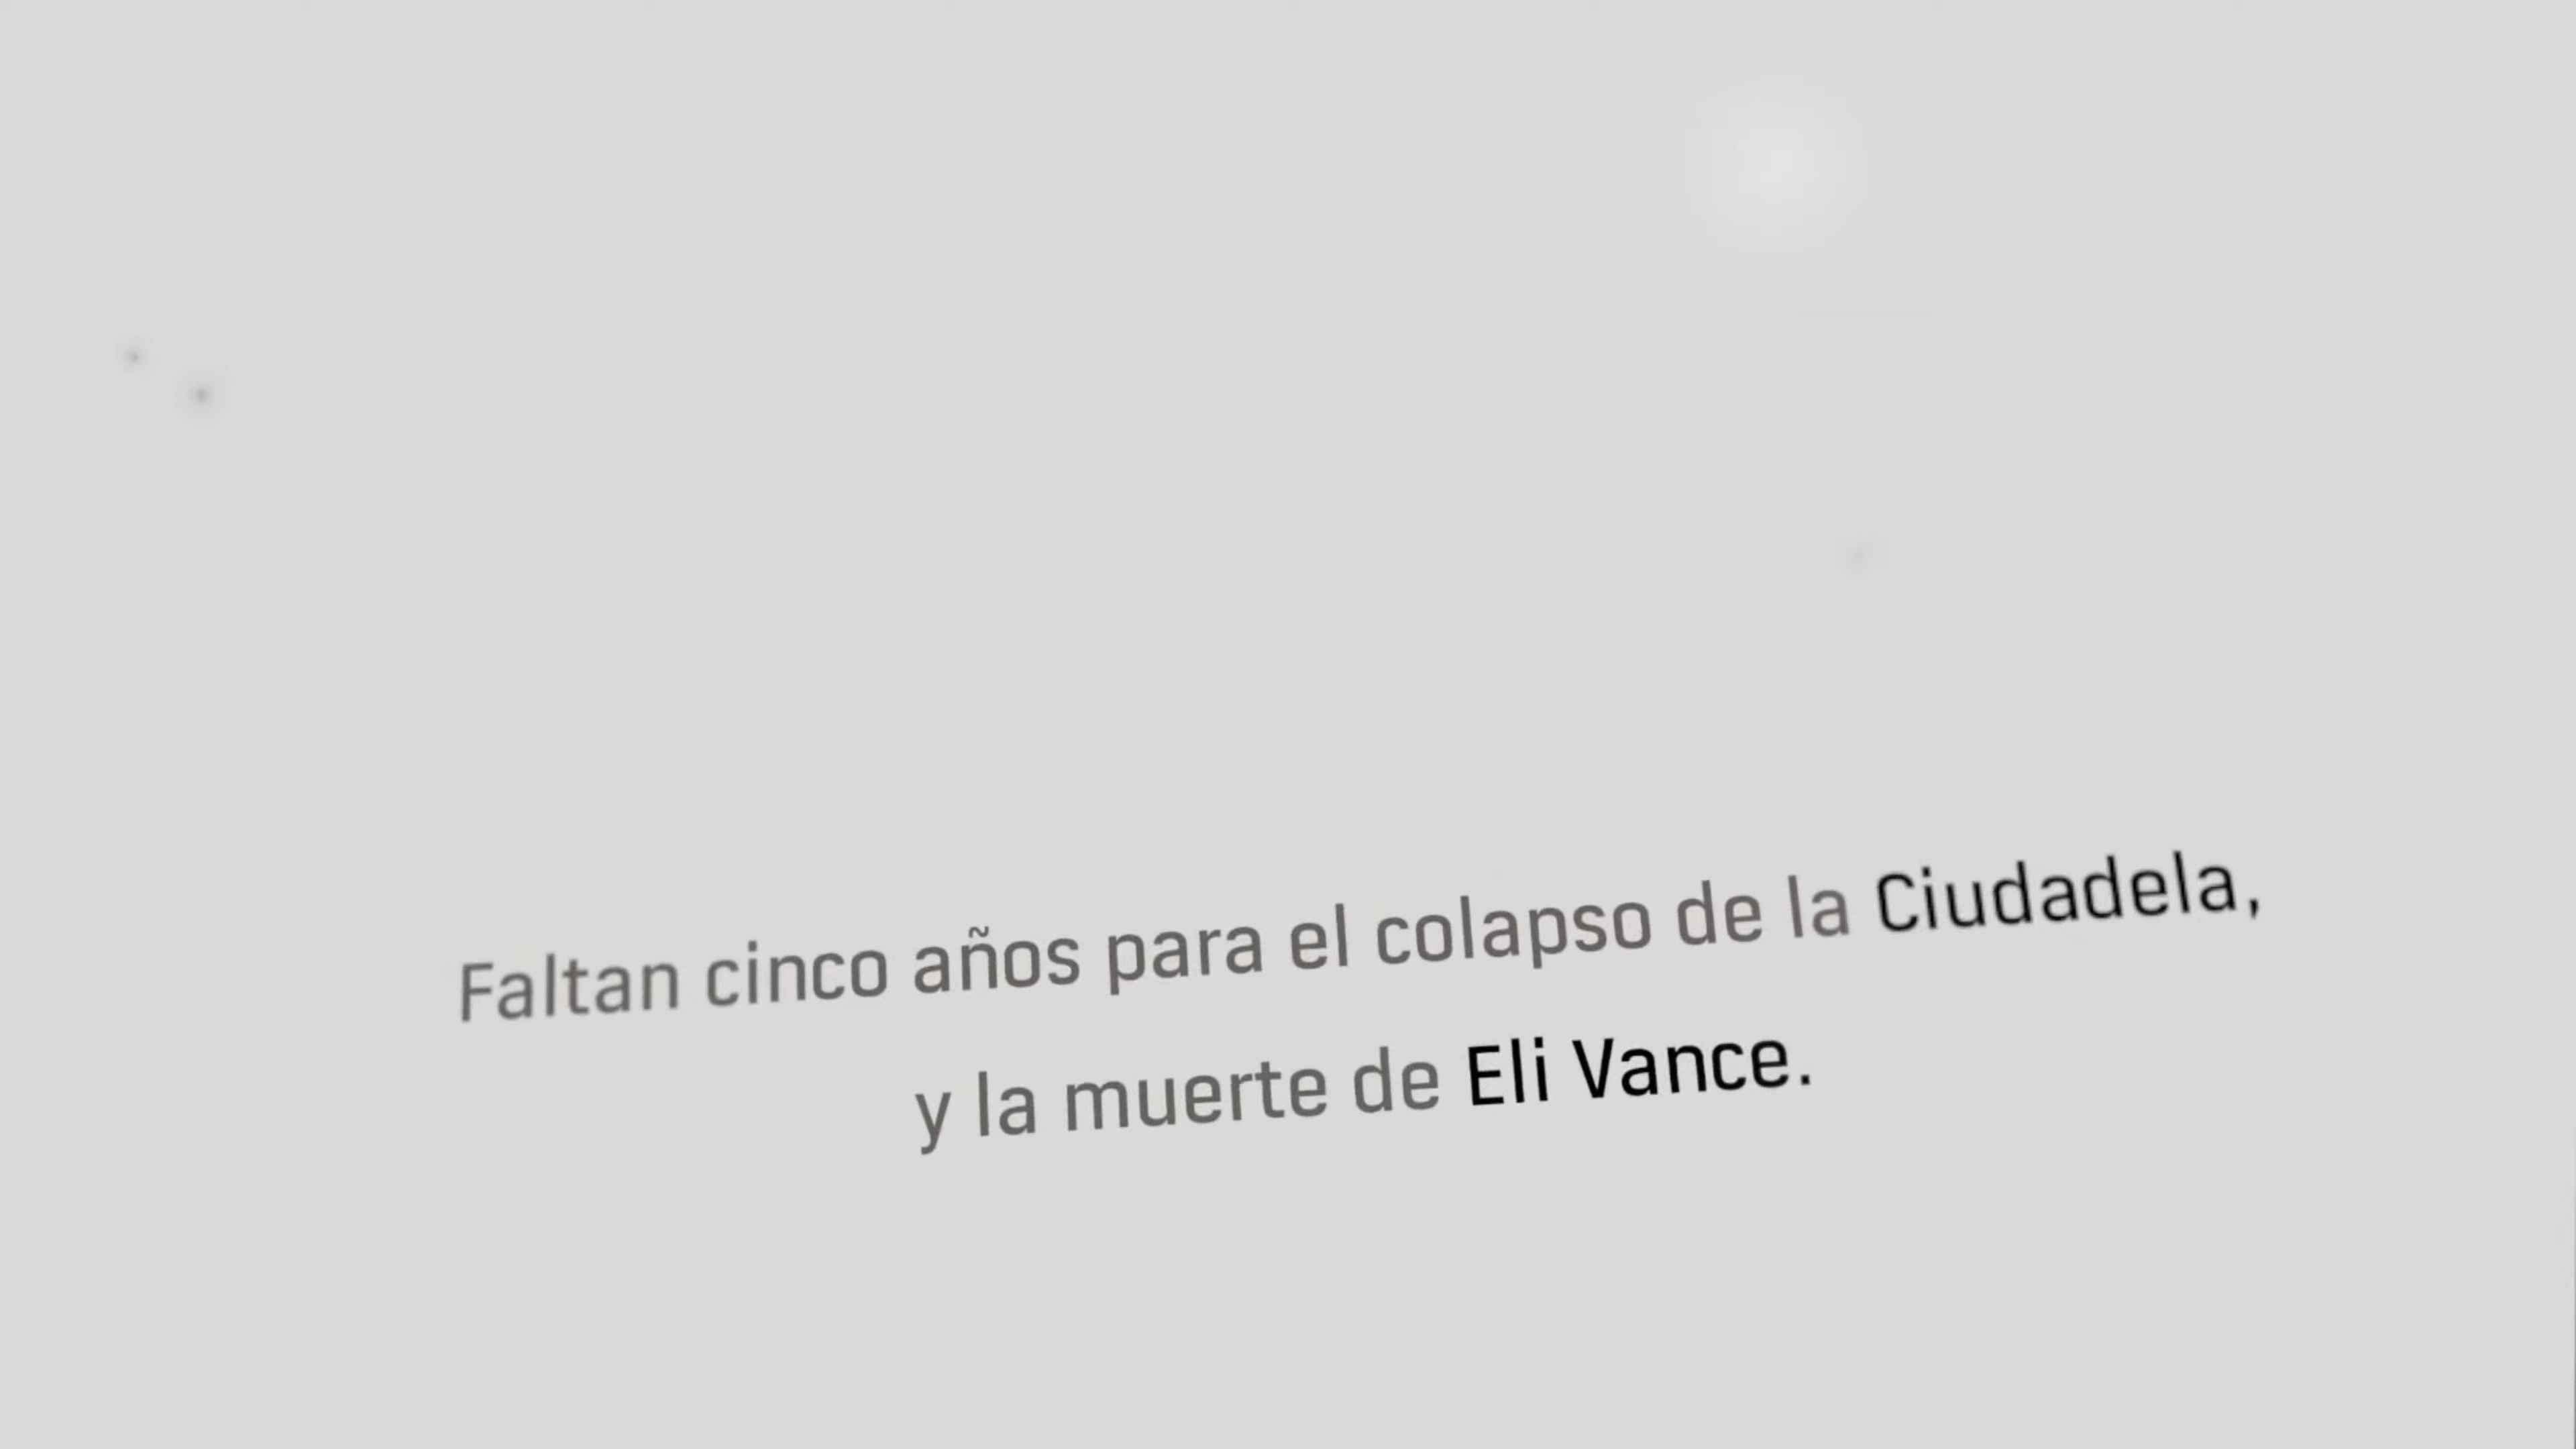 Faltan cinco años para el colapso de la Ciudadela,
y la muerte de Eli Vance.